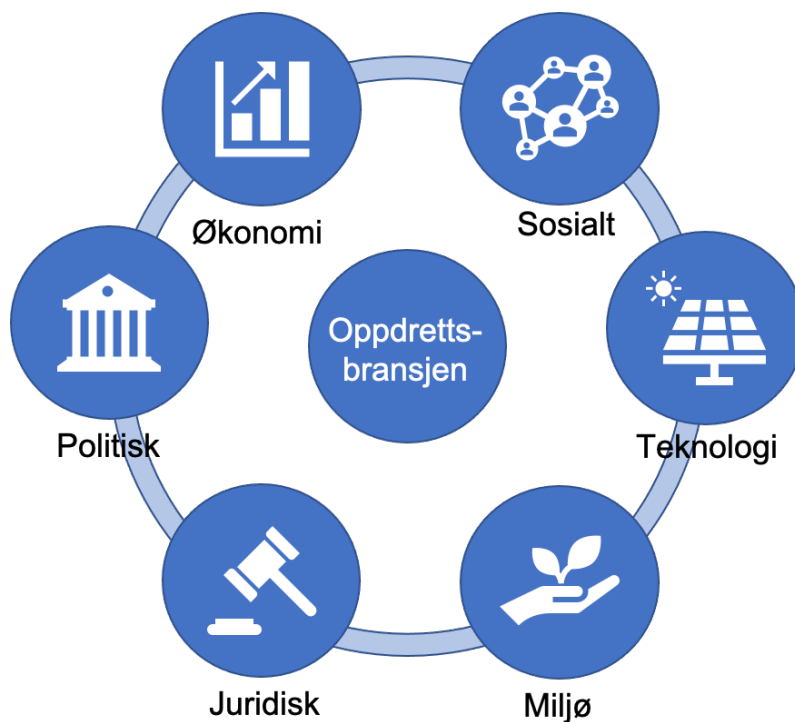 Økonomi
Sosialt
Oppdretts-
bransjen
Politisk
Teknologi
Juridisk
Miljø